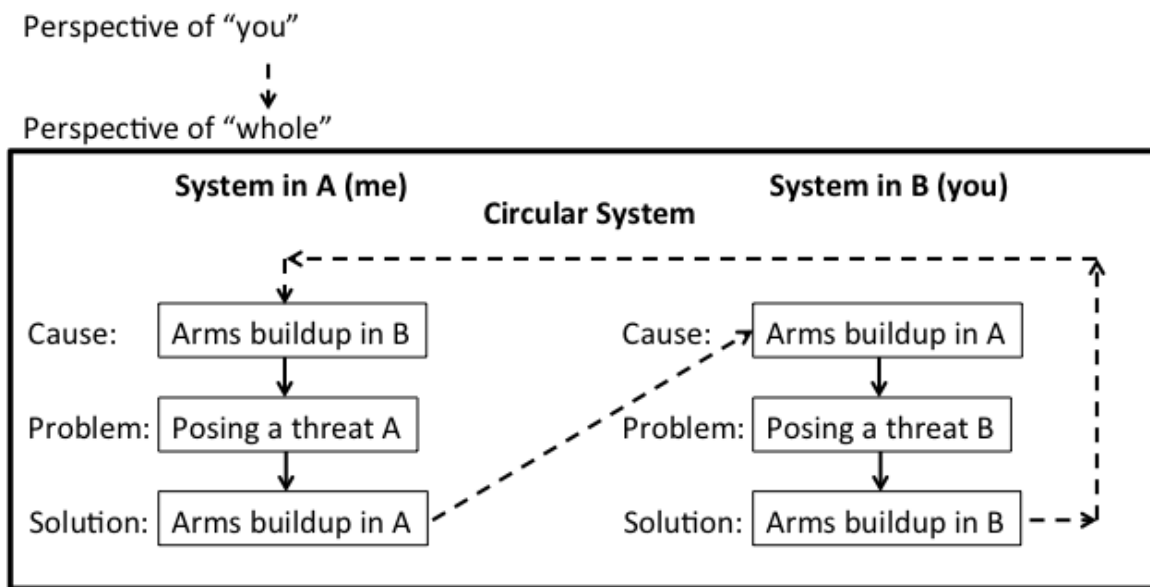 Perspective of “you”
Perspective of “whole”
System in A (me)
System in B (you)
Circular System
Cause:
Arms buildup in B
Cause:
Arms buildup in A
Problem:
Posing a threat A
Problem:
Posing a threat B
Solution:
Arms buildup in A
Solution:
Arms buildup in B